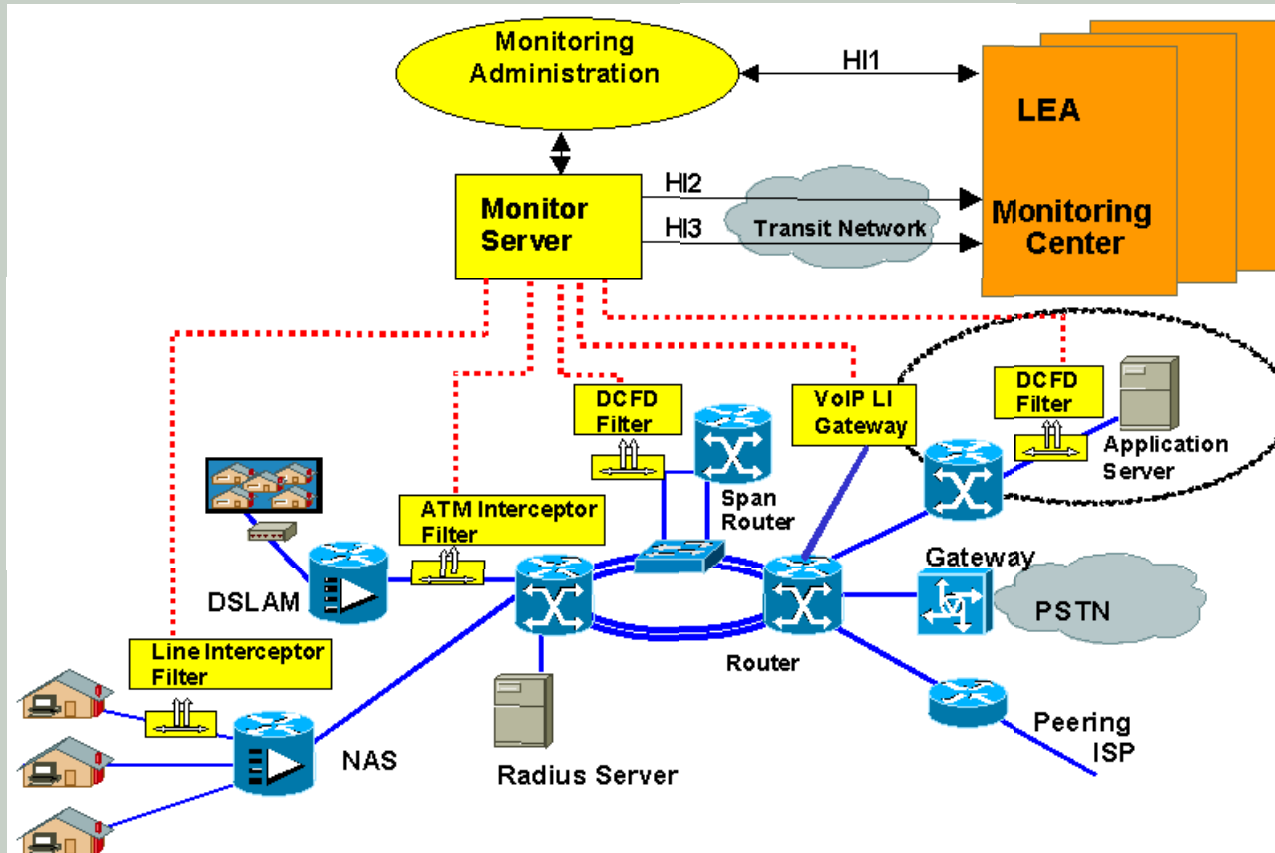 Monitoring
Administration
HI1
LEA
Monitoring
Center
Monitor
Server
HI2
HI3
Transit Network
DCFD
Filter
VoIP LI
Gateway
DCFD
Filter
Application
Server
ATM Interceptor
Filter
Span
Router
DSLAM
Gateway
PSTN
Line Interceptor
Filter
Router
NAS
Radius Server
Peering
ISP